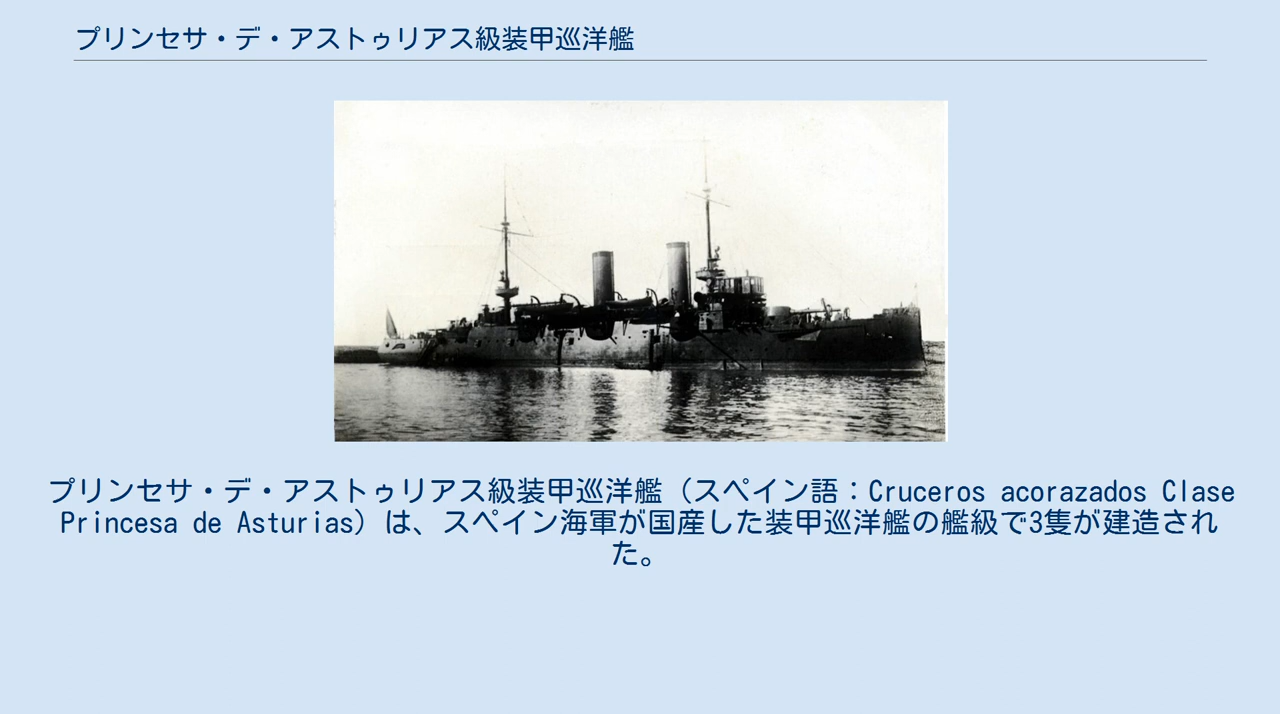 プリンセサ・デ・アストゥリアス級装甲巡洋艦
プリンセサ・デ・アストゥリアス級装甲巡洋艦（スペイン語：Cruceros acorazados Clase
Princesa de Asturias）は、スペイン海軍が国産した装甲巡洋艦の艦級で3隻が建造され
た。